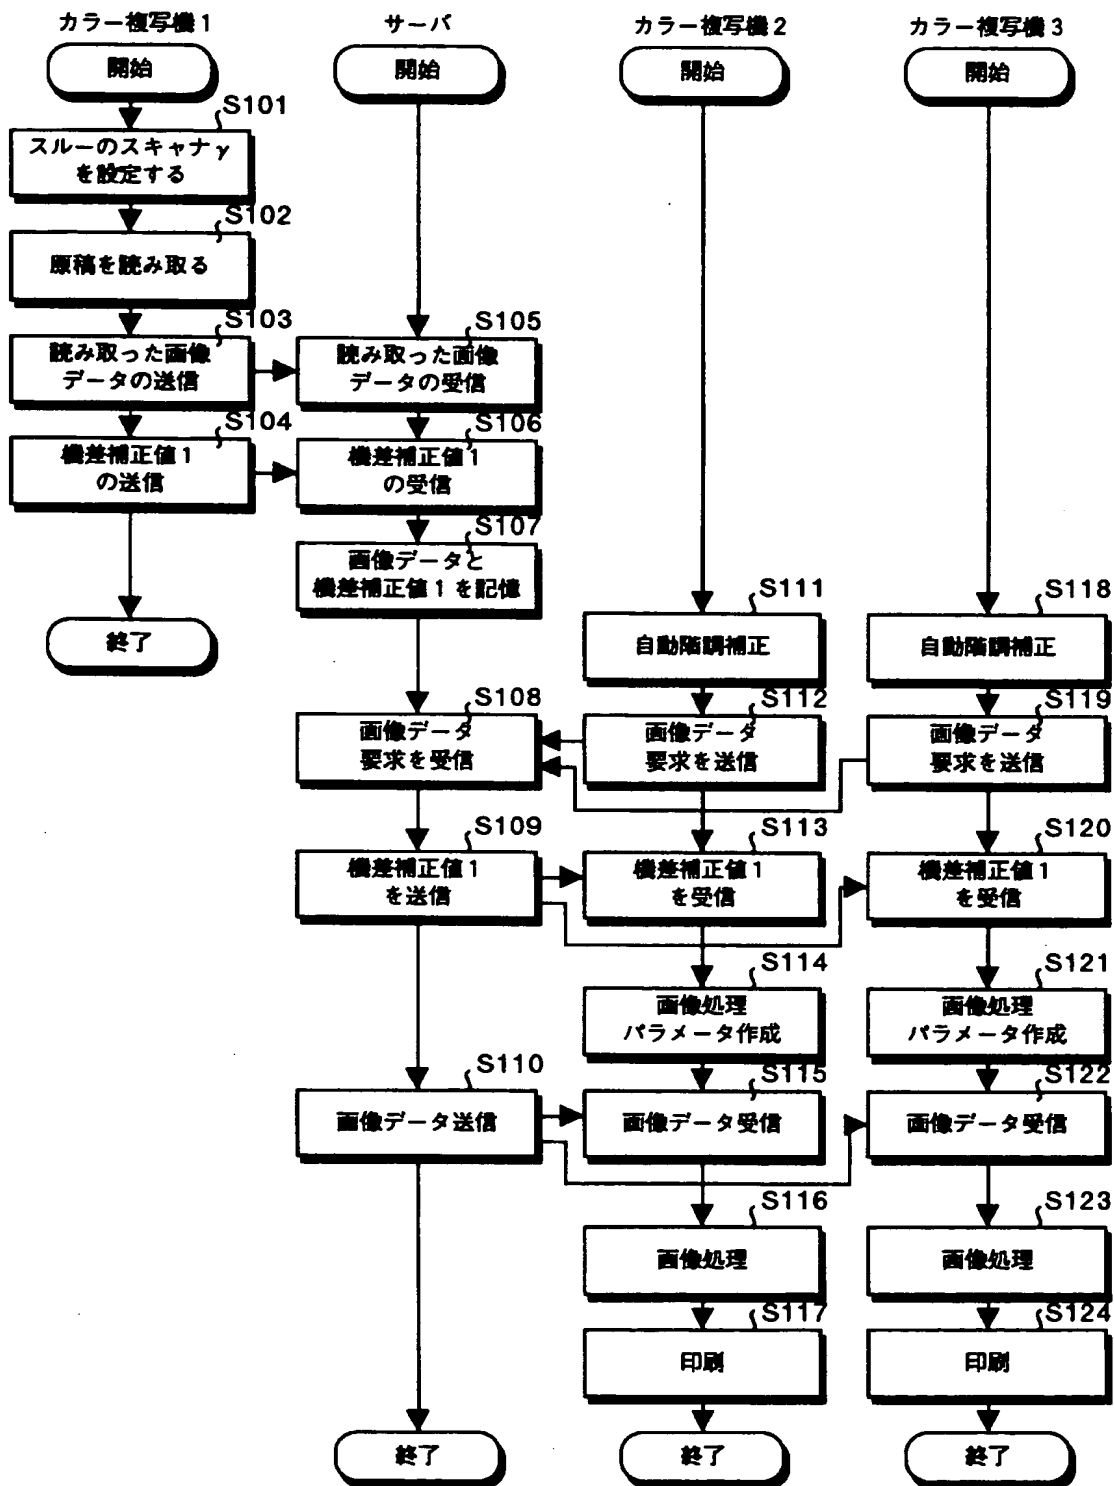 カラー複写機1
開始
S101
スルーのスキャナγ
を設定する
S102
原稿を読み取る
S103
読み取った画像
データの送信
S104
機差補正値1
の送信
終了
サーバ
開始
S105
読み取った画像
データの受信
S106
機差補正値1
の受信
S107
画像データと
機差補正値1を記憶
S108
画像データ
要求を受信
S109
機差補正値1
を送信
S110
画像データ送信
終了
カラー複写機2
開始
S111
自動階調補正
S112
画像データ
要求を送信
S113
機差補正値1
を受信
S114
画像処理
パラメータ作成
S115
画像データ受信
S116
画像処理
S117
印刷
終了
カラー複写機3
開始
S118
自動階調補正
S119
画像データ
要求を送信
S120
機差補正値1
を受信
S121
画像処理
パラメータ作成
S122
画像データ受信
S123
画像処理
S124
印刷
終了